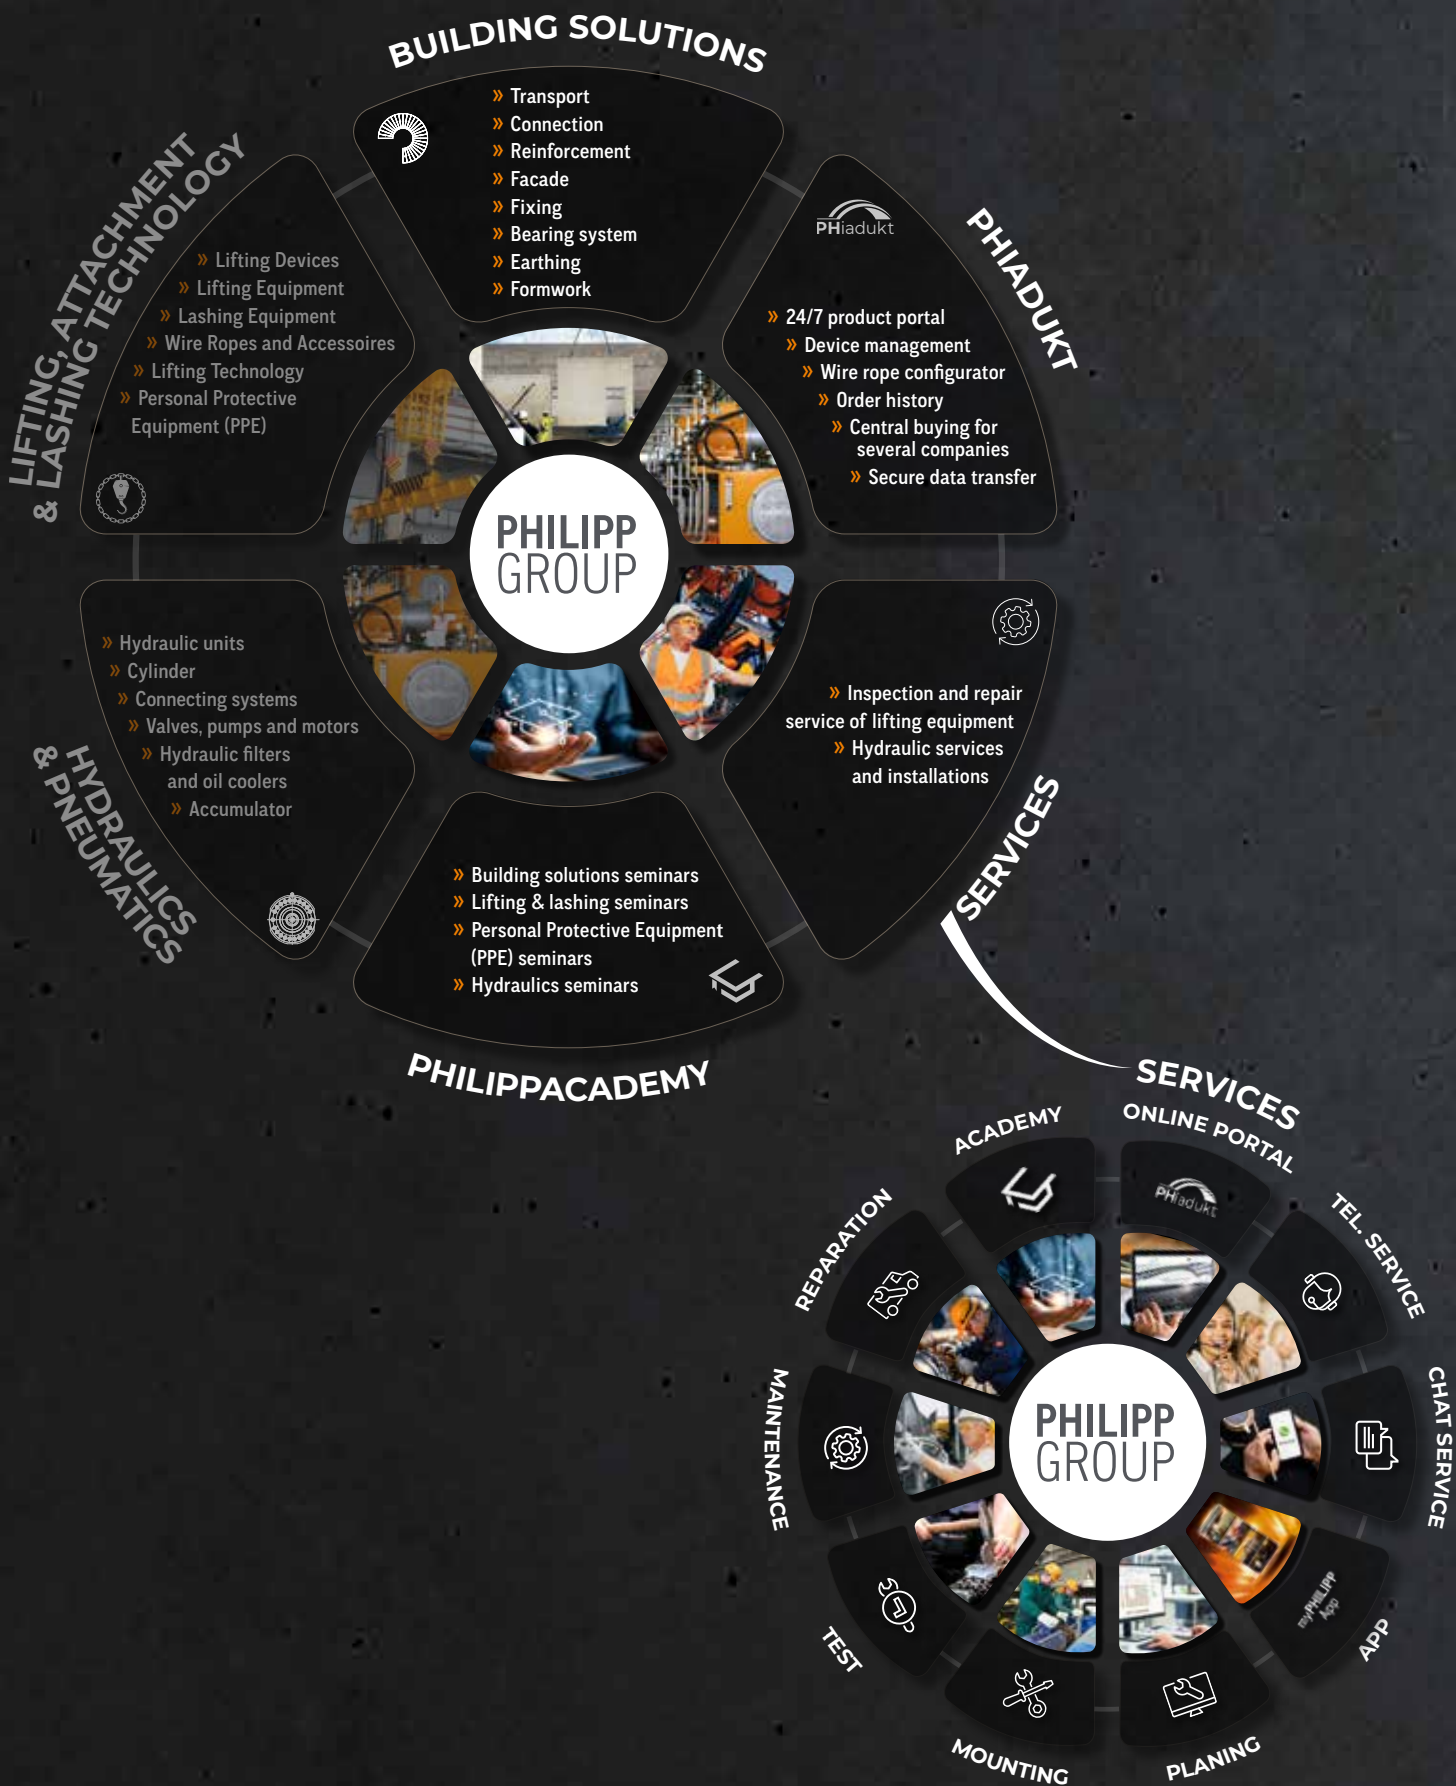 BUILDING SOLUTIONS
» Transport
» Connection
» Reinforcement
» Facade
» Fixing
» Bearing system
» Earthing
» Formwork
PHIADUKT
PHiadukt
» 24/7 product portal
» Device management
» Wire rope configurator
» Order history
» Central buying for
several companies
» Secure data transfer
LIFTING, ATTACHMENT
& LASHING TECHNOLOGY
» Lifting Devices
» Lifting Equipment
» Lashing Equipment
» Wire Ropes and Accessoires
» Lifting Technology
» Personal Protective
Equipment (PPE)
PHILIPP
GROUP
HYDRAULICS
& PNEUMATICS
» Hydraulic units
» Cylinder
» Connecting systems
» Valves, pumps and motors
» Hydraulic filters
and oil coolers
» Accumulator
SERVICES
» Inspection and repair
service of lifting equipment
» Hydraulic services
and installations
» Building solutions seminars
» Lifting & lashing seminars
» Personal Protective Equipment
(PPE) seminars
» Hydraulics seminars
PHILIPPACADEMY
SERVICES
ACADEMY
ONLINE PORTAL
PHiadukt
TEL. SERVICE
CHAT SERVICE
APP
myPHILIPP
App
PLANING
MOUNTING
TEST
MAINTENANCE
REPARATION
PHILIPP
GROUP